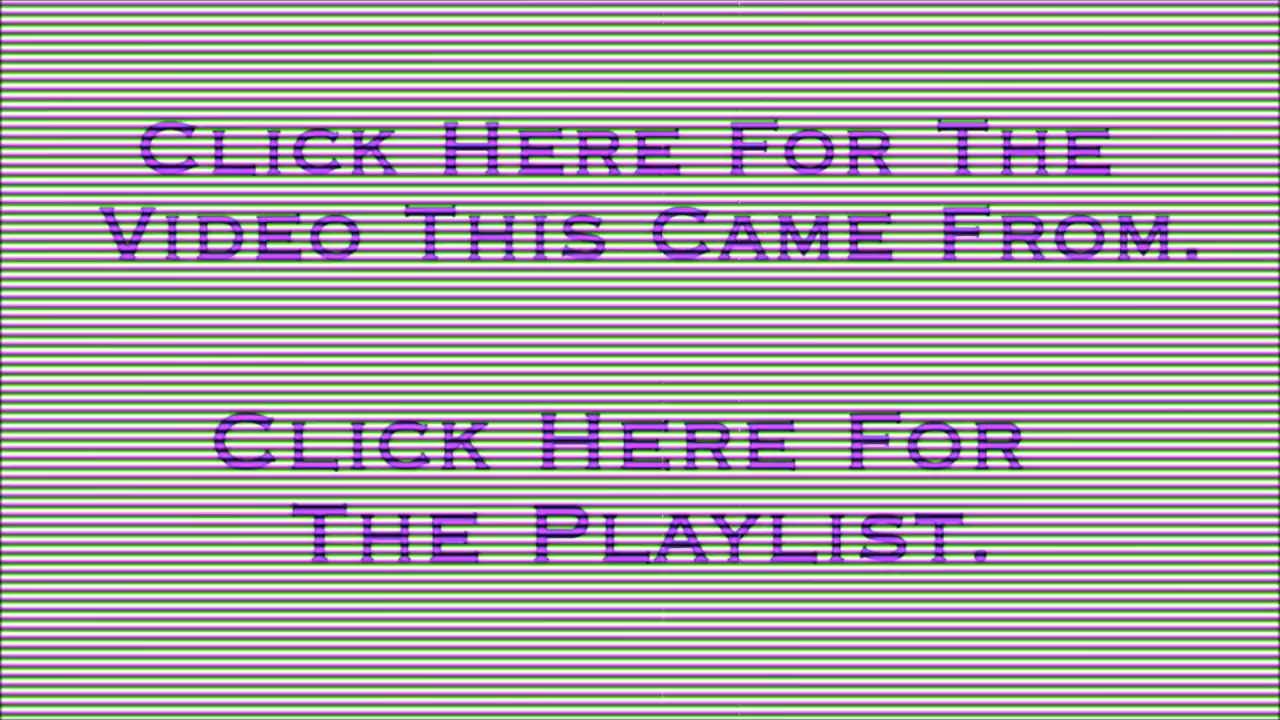 Click Here For The
Video This Came From.
Click Here For
The Playlist.